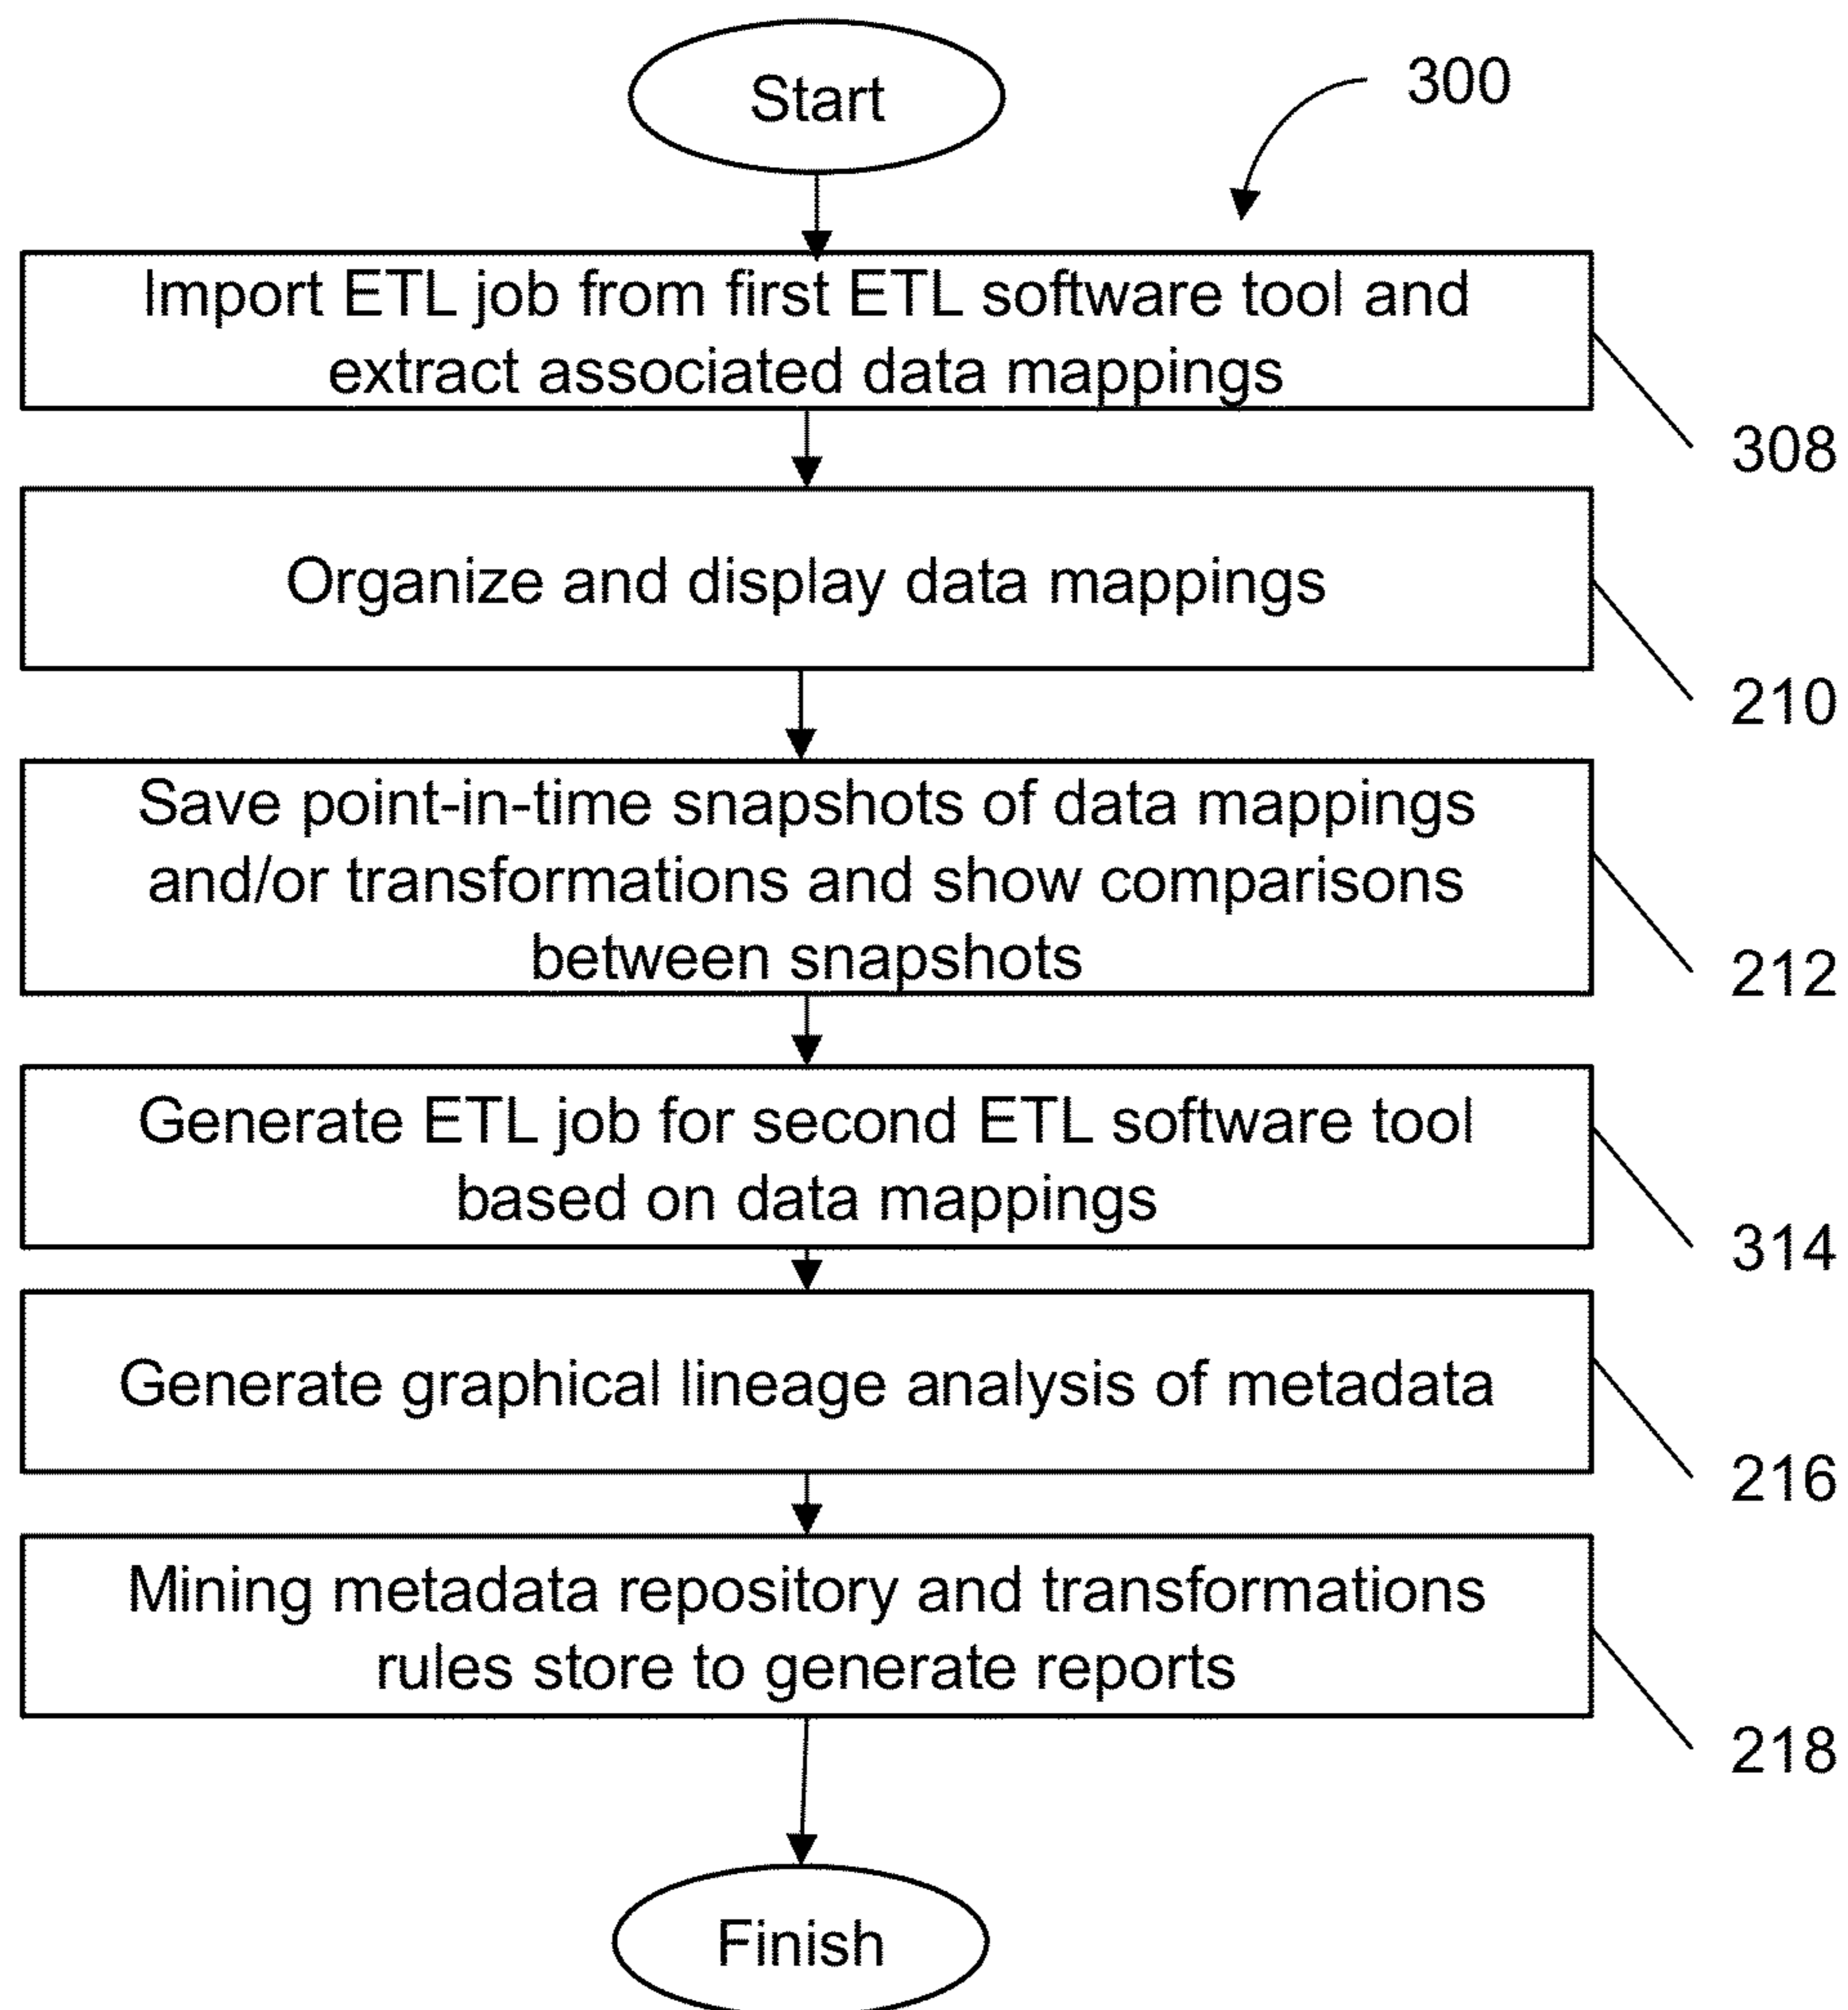 Start
300
Import ETL job from first ETL software tool and
extract associated data mappings
308
Organize and display data mappings
210
Save point-in-time snapshots of data mappings
and/or transformations and show comparisons
between snapshots
212
Generate ETL job for second ETL software tool
based on data mappings
314
Generate graphical lineage analysis of metadata
216
Mining metadata repository and transformations
rules store to generate reports
218
Finish